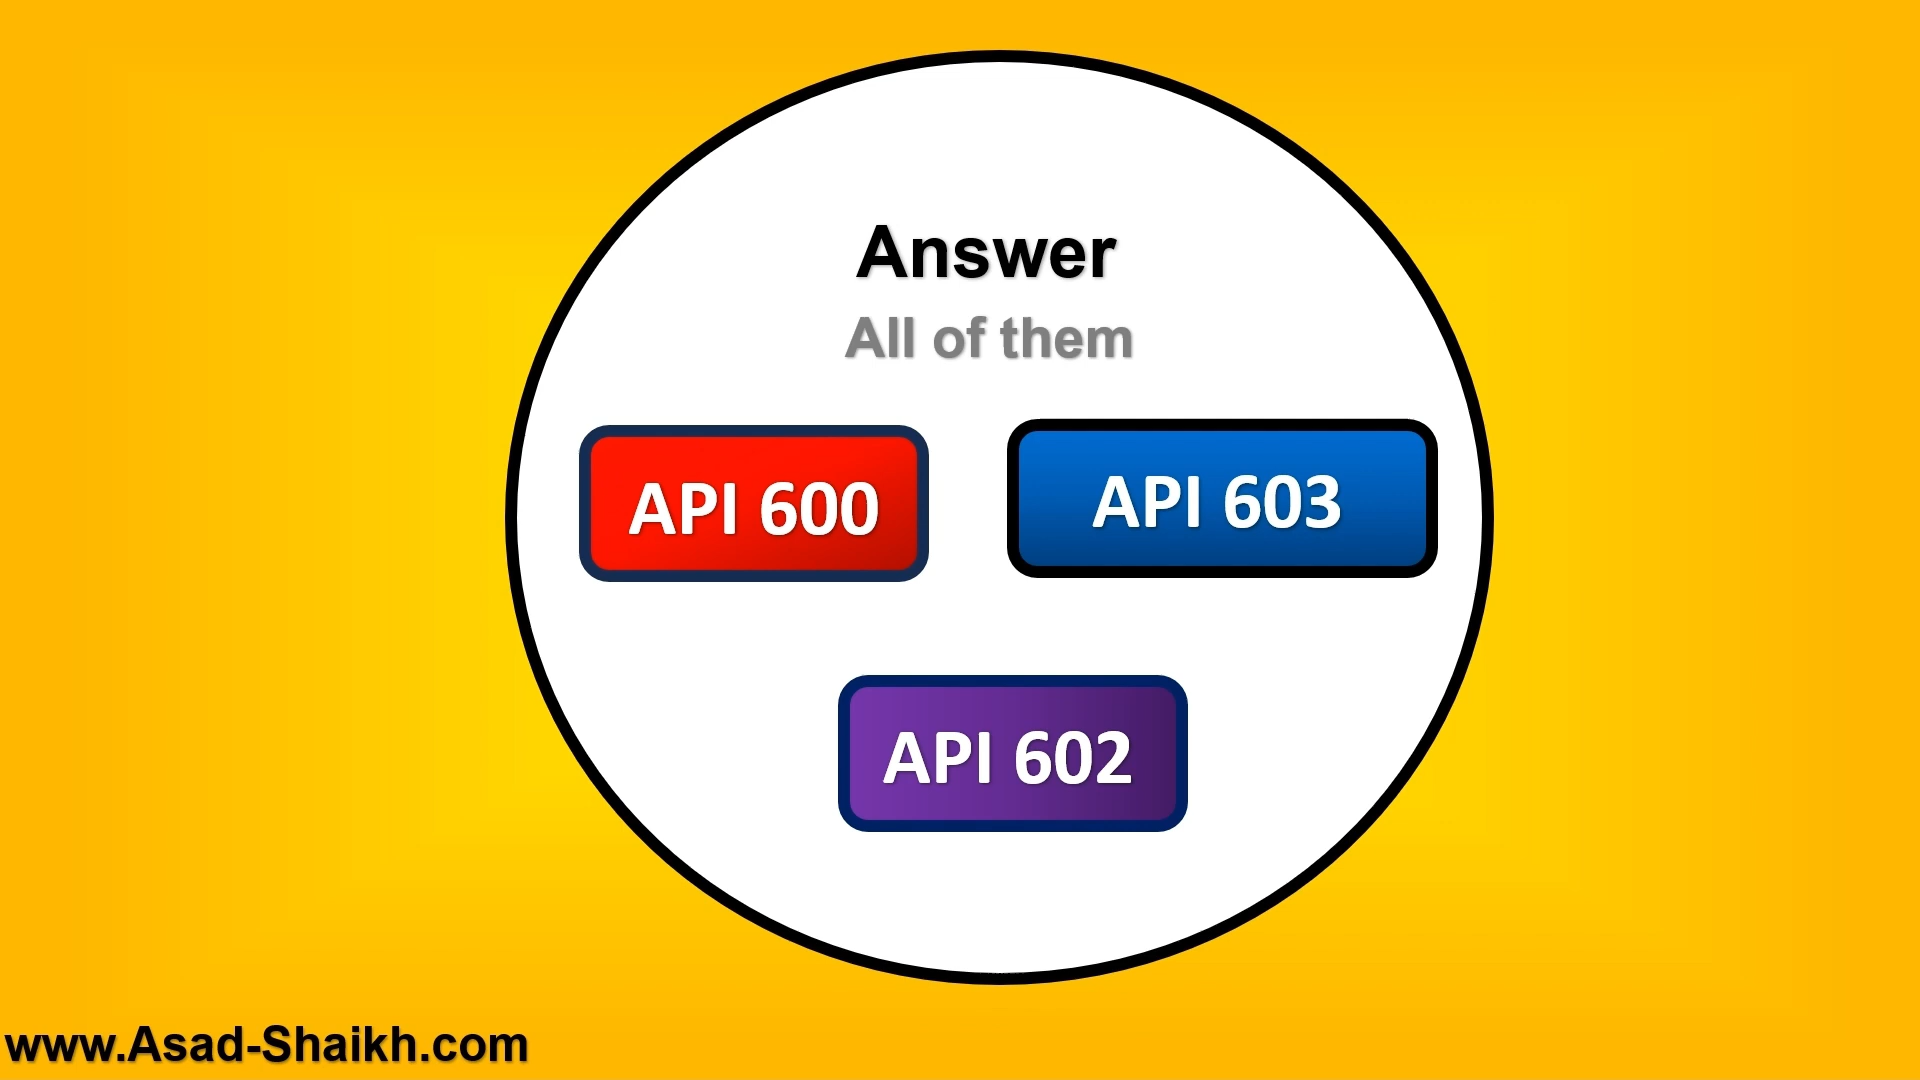 Answer
All of them
API 600
API 603
API 602
www.Asad-Shaikh.com